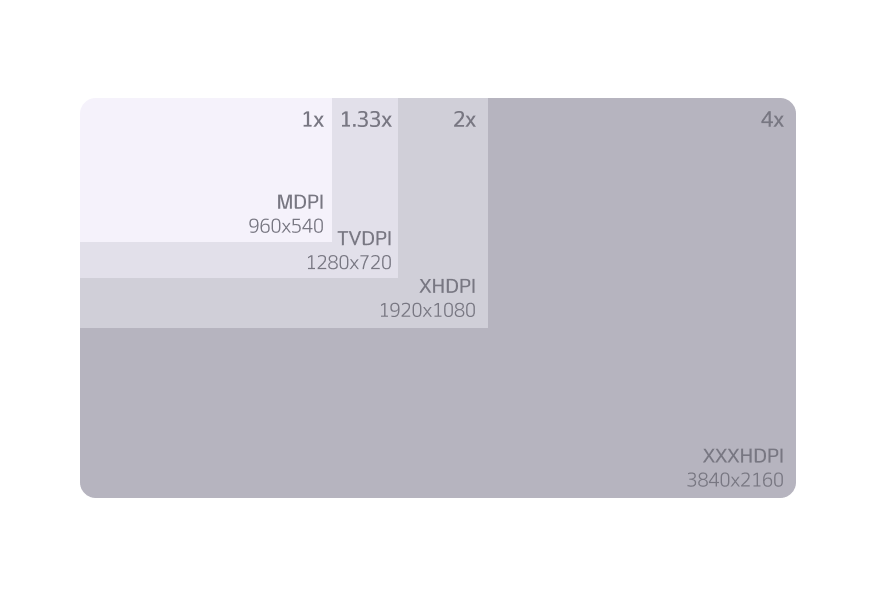 1x 1.33x 2x 4x
MDPI
960x540
TVDPI
1280x720
XHDPI
1920x1080
XXXHDPI
3840x2160